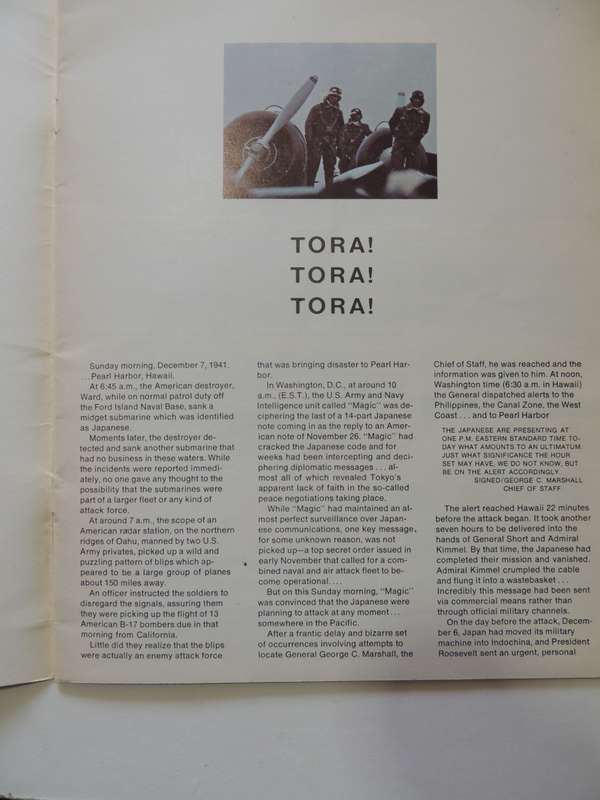 TORA!
TORA!
TORA!
Sunday morning, December 7, 1941.
. . Pearl Harbor, Hawaii.
At 6:45 a.m., the American destroyer,
Ward, while on normal patrol duty off
the Ford Island Naval Base, sank a
midget submarine which was identified
as Japanese.
Moments later, the destroyer de-
tected and sank another submarine that
had no business in these waters. While
the incidents were reported immedi-
ately, no one gave any thought to the
possibility that the submarines were
part of a larger fleet or any kind of
attack force.
At around 7 a.m., the scope of an
American radar station, on the northern
ridges of Oahu, manned by two U.S.
Army privates, picked up a wild and
puzzling pattern of blips which ap-
peared to be a large group of planes
about 150 miles away.
An officer instructed the soldiers to
disregard the signals, assuring them
they were picking up the flight of 13
American B-17 bombers due in that
morning from California.
Little did they realize that the blips
were actually an enemy attack force
that was bringing disaster to Pearl Har-
bor.
In Washington, D.C., at around 10
a.m., (E.S.T.), the U.S. Army and Navy
Intelligence unit called "Magic" was de-
ciphering the last of a 14-part Japanese
note coming in as the reply to an Amer-
ican note of November 26. "Magic" had
cracked the Japanese code and for
weeks had been intercepting and deci-
phering diplomatic messages . . . al-
most all of which revealed Tokyo's
apparent lack of faith in the so-called
peace negotiations taking place.
While "Magic" had maintained an al-
most perfect surveillance over Japan-
ese communications, one key message,
for some unknown reason, was not
picked up—a top secret order issued in
early November that called for a com-
bined naval and air attack fleet to be-
come operational. . . .
But on this Sunday morning, "Magic"
was convinced that the Japanese were
planning to attack at any moment . . .
somewhere in the Pacific.
After a frantic delay and bizarre set
of occurrences involving attempts to
locate General George C. Marshall, the
Chief of Staff, he was reached and the
information was given to him. At noon,
Washington time (6:30 a.m. in Hawaii)
the General dispatched alerts to the
Philippines, the Canal Zone, the West
Coast . . . and to Pearl Harbor
THE JAPANESE ARE PRESENTING AT
ONE P.M. EASTERN STANDARD TIME TO-
DAY WHAT AMOUNTS TO AN ULTIMATUM.
JUST WHAT SIGNIFICANCE THE HOUR
SET MAY HAVE, WE DO NOT KNOW, BUT
BE ON THE ALERT ACCORDINGLY.
SIGNED/GEORGE C. MARSHALL
CHIEF OF STAFF
The alert reached Hawaii 22 minutes
before the attack began. It took another
seven hours to be delivered into the
hands of General Short and Admiral
Kimmel. By that time, the Japanese had
completed their mission and vanished.
Admiral Kimmel crumpled the cable
and flung it into a wastebasket . . .
Incredibly this message had been sent
via commercial means rather than
through official military channels.
On the day before the attack, Decem-
ber 6, Japan had moved its military
machine into Indochina, and President
Roosevelt sent an urgent, personal